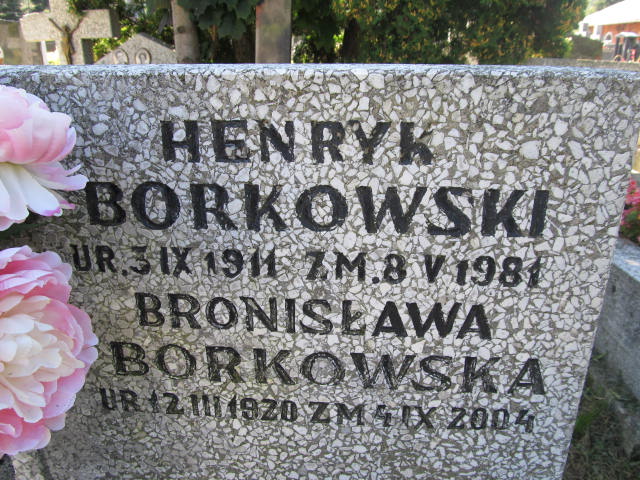 HENRYK
BORKOWSKI
UR.3 IX 1911 ZM.8 V 1981
BRONISŁAWA
BORKOWSKA
UR 12 III 1920 ZM 4 IX 2004